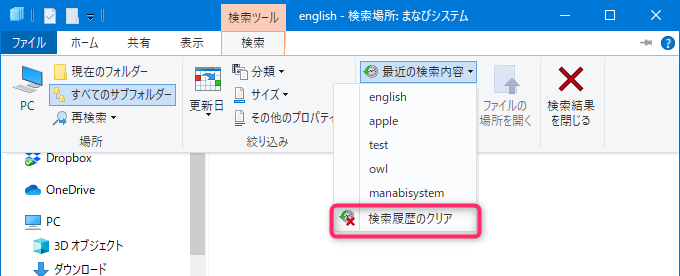 検索ツール
english - 検索場所: まなびシステム
ファイル
ホーム
共有
表示
検索
PC
現在のフォルダー
すべてのサブフォルダー
再検索
場所
更新日
分類
サイズ
その他のプロパティ
絞り込み
最近の検索内容
english
apple
test
owl
manabisystem
検索履歴のクリア
ファイルの
場所を開く
検索結果
を閉じる
Dropbox
OneDrive
PC
3D オブジェクト
ダウンロード